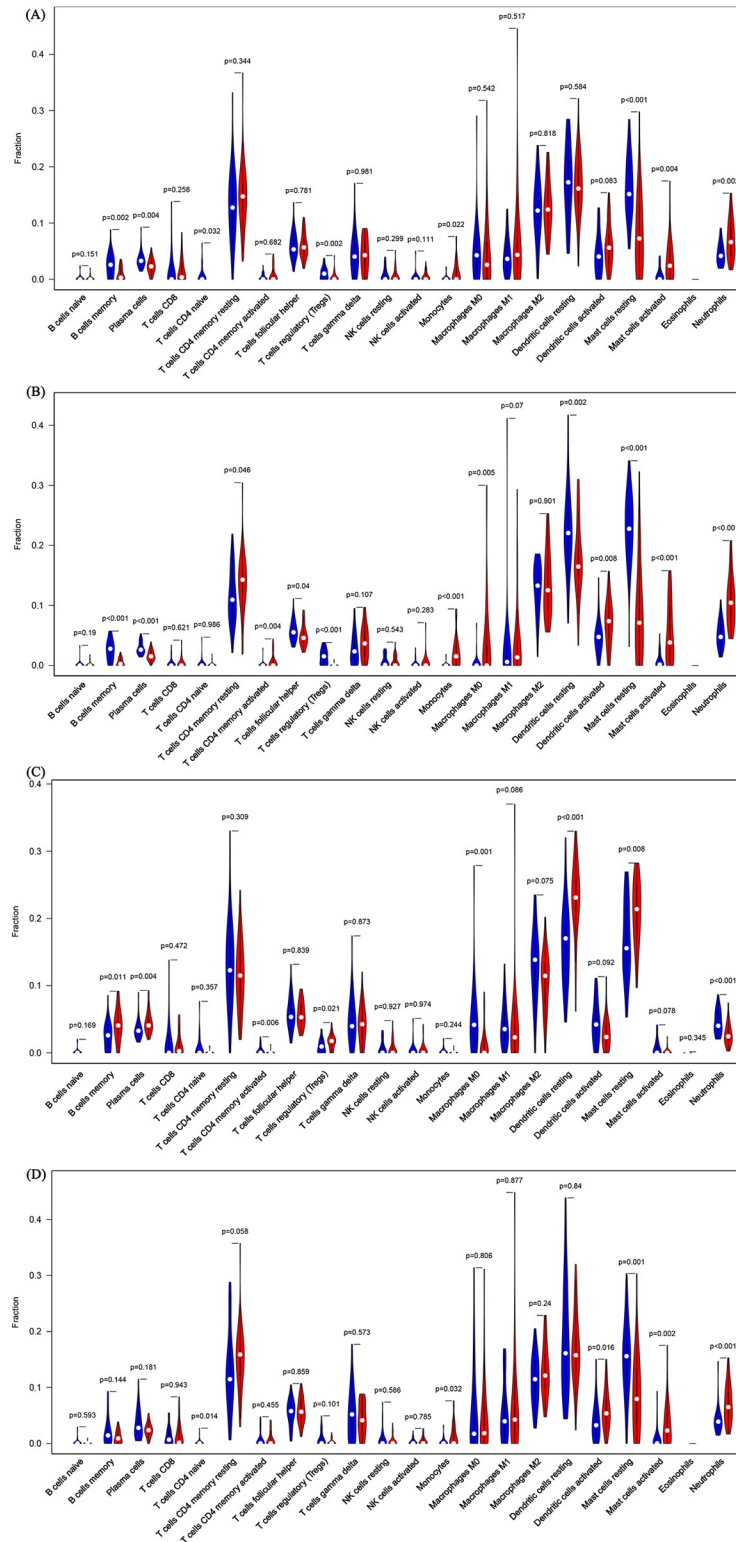 (A)
Fraction
0.4
0.3
0.2
0.1
0.0
p=0.151
p=0.002
p=0.004
p=0.258
p=0.032
p=0.344
p=0.682
p=0.781
p=0.002
p=0.981
p=0.299
p=0.111
p=0.022
p=0.542
p=0.517
p=0.818
p=0.584
p=0.083
p<0.001
p=0.004
B cells naive
B cells memory
Plasma cells
T cells CD8
T cells CD4 naive
T cells CD4 memory resting
T cells CD4 memory activated
T cells follicular helper
T cells regulatory (Tregs)
T cells gamma delta
NK cells resting
NK cells activated
Monocytes
Macrophages M0
Macrophages M1
Macrophages M2
Dendritic cells resting
Dendritic cells activated
Mast cells resting
Mast cells activated
Eosinophils
Neutrophils
(B)
Fraction
0.4
0.3
0.2
0.1
0.0
p=0.19
p<0.001
p<0.001
p=0.621
p=0.986
p=0.046
p=0.004
p=0.04
p<0.001
p=0.107
p=0.543
p=0.283
p<0.001
p=0.005
p=0.07
p=0.901
p=0.002
p=0.008
p<0.001
p<0.001
B cells naive
B cells memory
Plasma cells
T cells CD8
T cells CD4 naive
T cells CD4 memory resting
T cells CD4 memory activated
T cells follicular helper
T cells regulatory (Tregs)
T cells gamma delta
NK cells resting
NK cells activated
Monocytes
Macrophages M0
Macrophages M1
Macrophages M2
Dendritic cells resting
Dendritic cells activated
Mast cells resting
Mast cells activated
Eosinophils
Neutrophils
(C)
Fraction
0.4
0.3
0.2
0.1
0.0
p=0.169
p=0.011
p=0.004
p=0.472
p=0.357
p=0.309
p=0.006
p=0.839
p=0.021
p=0.873
p=0.927
p=0.974
p=0.244
p=0.001
p=0.086
p=0.075
p<0.001
p=0.092
p=0.008
p=0.078
p=0.345
B cells naive
B cells memory
Plasma cells
T cells CD8
T cells CD4 naive
T cells CD4 memory resting
T cells CD4 memory activated
T cells follicular helper
T cells regulatory (Tregs)
T cells gamma delta
NK cells resting
NK cells activated
Monocytes
Macrophages M0
Macrophages M1
Macrophages M2
Dendritic cells resting
Dendritic cells activated
Mast cells resting
Mast cells activated
Eosinophils
Neutrophils
(D)
Fraction
0.4
0.3
0.2
0.1
0.0
p=0.593
p=0.144
p=0.181
p=0.943
p=0.014
p=0.058
p=0.455
p=0.859
p=0.101
p=0.573
p=0.586
p=0.785
p=0.032
p=0.806
p=0.877
p=0.24
p=0.84
p=0.016
p=0.001
p=0.002
B cells naive
B cells memory
Plasma cells
T cells CD8
T cells CD4 naive
T cells CD4 memory resting
T cells CD4 memory activated
T cells follicular helper
T cells regulatory (Tregs)
T cells gamma delta
NK cells resting
NK cells activated
Monocytes
Macrophages M0
Macrophages M1
Macrophages M2
Dendritic cells resting
Dendritic cells activated
Mast cells resting
Mast cells activated
Eosinophils
Neutrophils